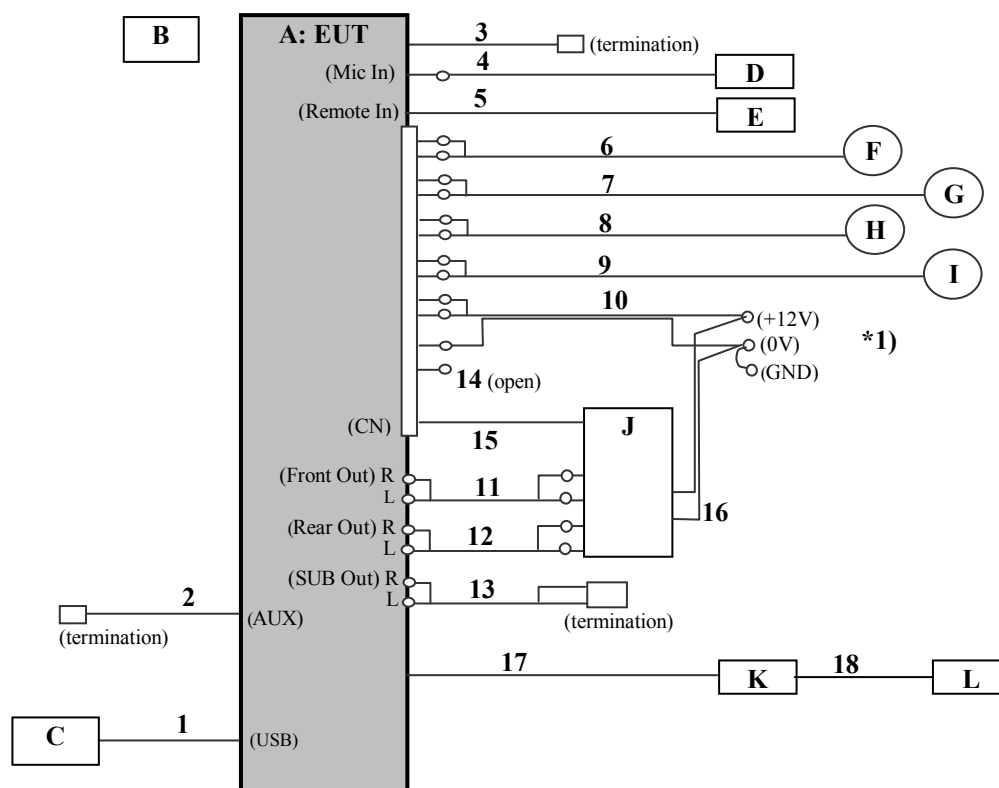 B
A: EUT
3
(termination)
(Mic In)
4
D
(Remote In)
5
E
6
F
7
G
8
H
9
I
10
(+12V)
(0V)
*1)
(GND)
14 (open)
(CN)
15
J
(Front Out) R
L
11
16
(Rear Out) R
L
12
(SUB Out) R
L
13
(termination)
2
(termination)
(AUX)
17
K
18
L
C
1
(USB)